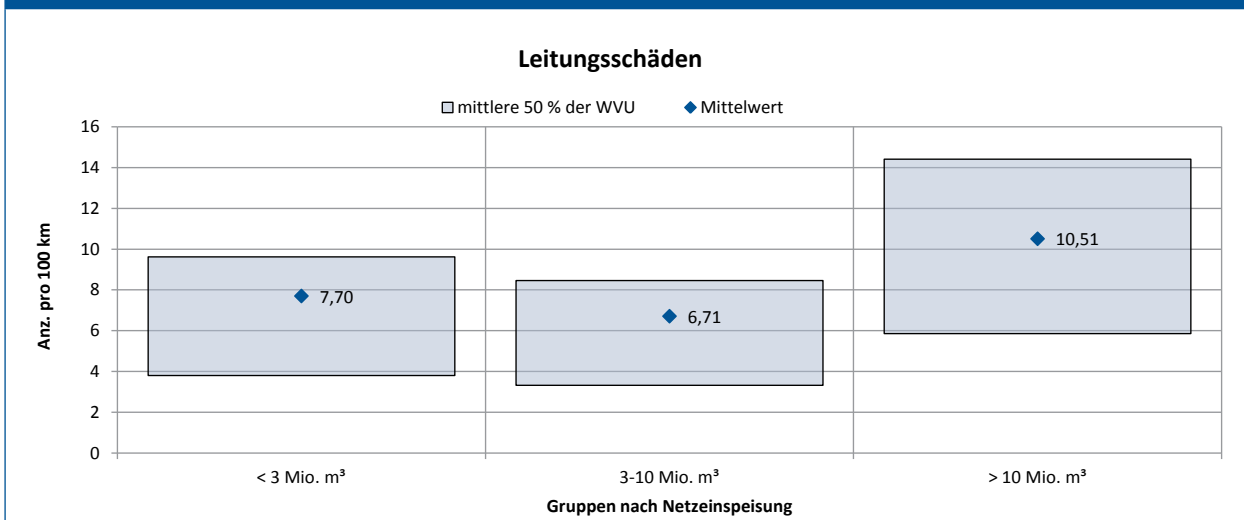 Leitungsschäden
mittlere 50 % der WVU Mittelwert
Anz. pro 100 km
16
14
12
10
8
6
4
2
0
7,70
6,71
10,51
< 3 Mio. m³ 3-10 Mio. m³ > 10 Mio. m³
Gruppen nach Netzeinspeisung